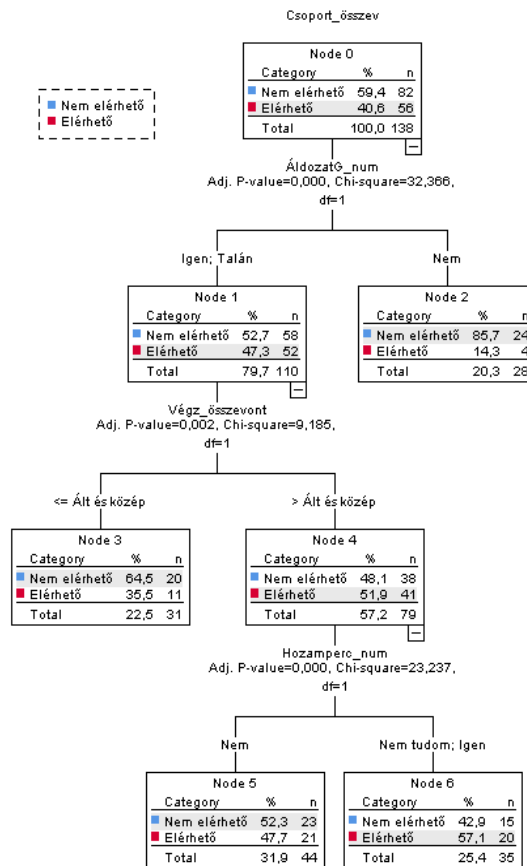 Csoport_összev
Nem elérhető
Elérhető
Node 0
Category % n
Nem elérhető 59,4 82
Elérhető 40,6 56
Total 100,0 138
ÁldozatG_num
Adj. P-value=0,000, Chi-square=32,366,
df=1
Igen; Talán
Nem
Node 1
Category % n
Nem elérhető 52,7 58
Elérhető 47,3 52
Total 79,7 110
Node 2
Category % n
Nem elérhető 85,7 24
Elérhető 14,3 4
Total 20,3 28
Végz_összevont
Adj. P-value=0,002, Chi-square=9,185,
df=1
<= Ált és közép
> Ált és közép
Node 3
Category % n
Nem elérhető 64,5 20
Elérhető 35,5 11
Total 22,5 31
Node 4
Category % n
Nem elérhető 48,1 38
Elérhető 51,9 41
Total 57,2 79
Hozamperc_num
Adj. P-value=0,000, Chi-square=23,237,
df=1
Nem
Nem tudom; Igen
Node 5
Category % n
Nem elérhető 52,3 23
Elérhető 47,7 21
Total 31,9 44
Node 6
Category % n
Nem elérhető 42,9 15
Elérhető 57,1 20
Total 25,4 35